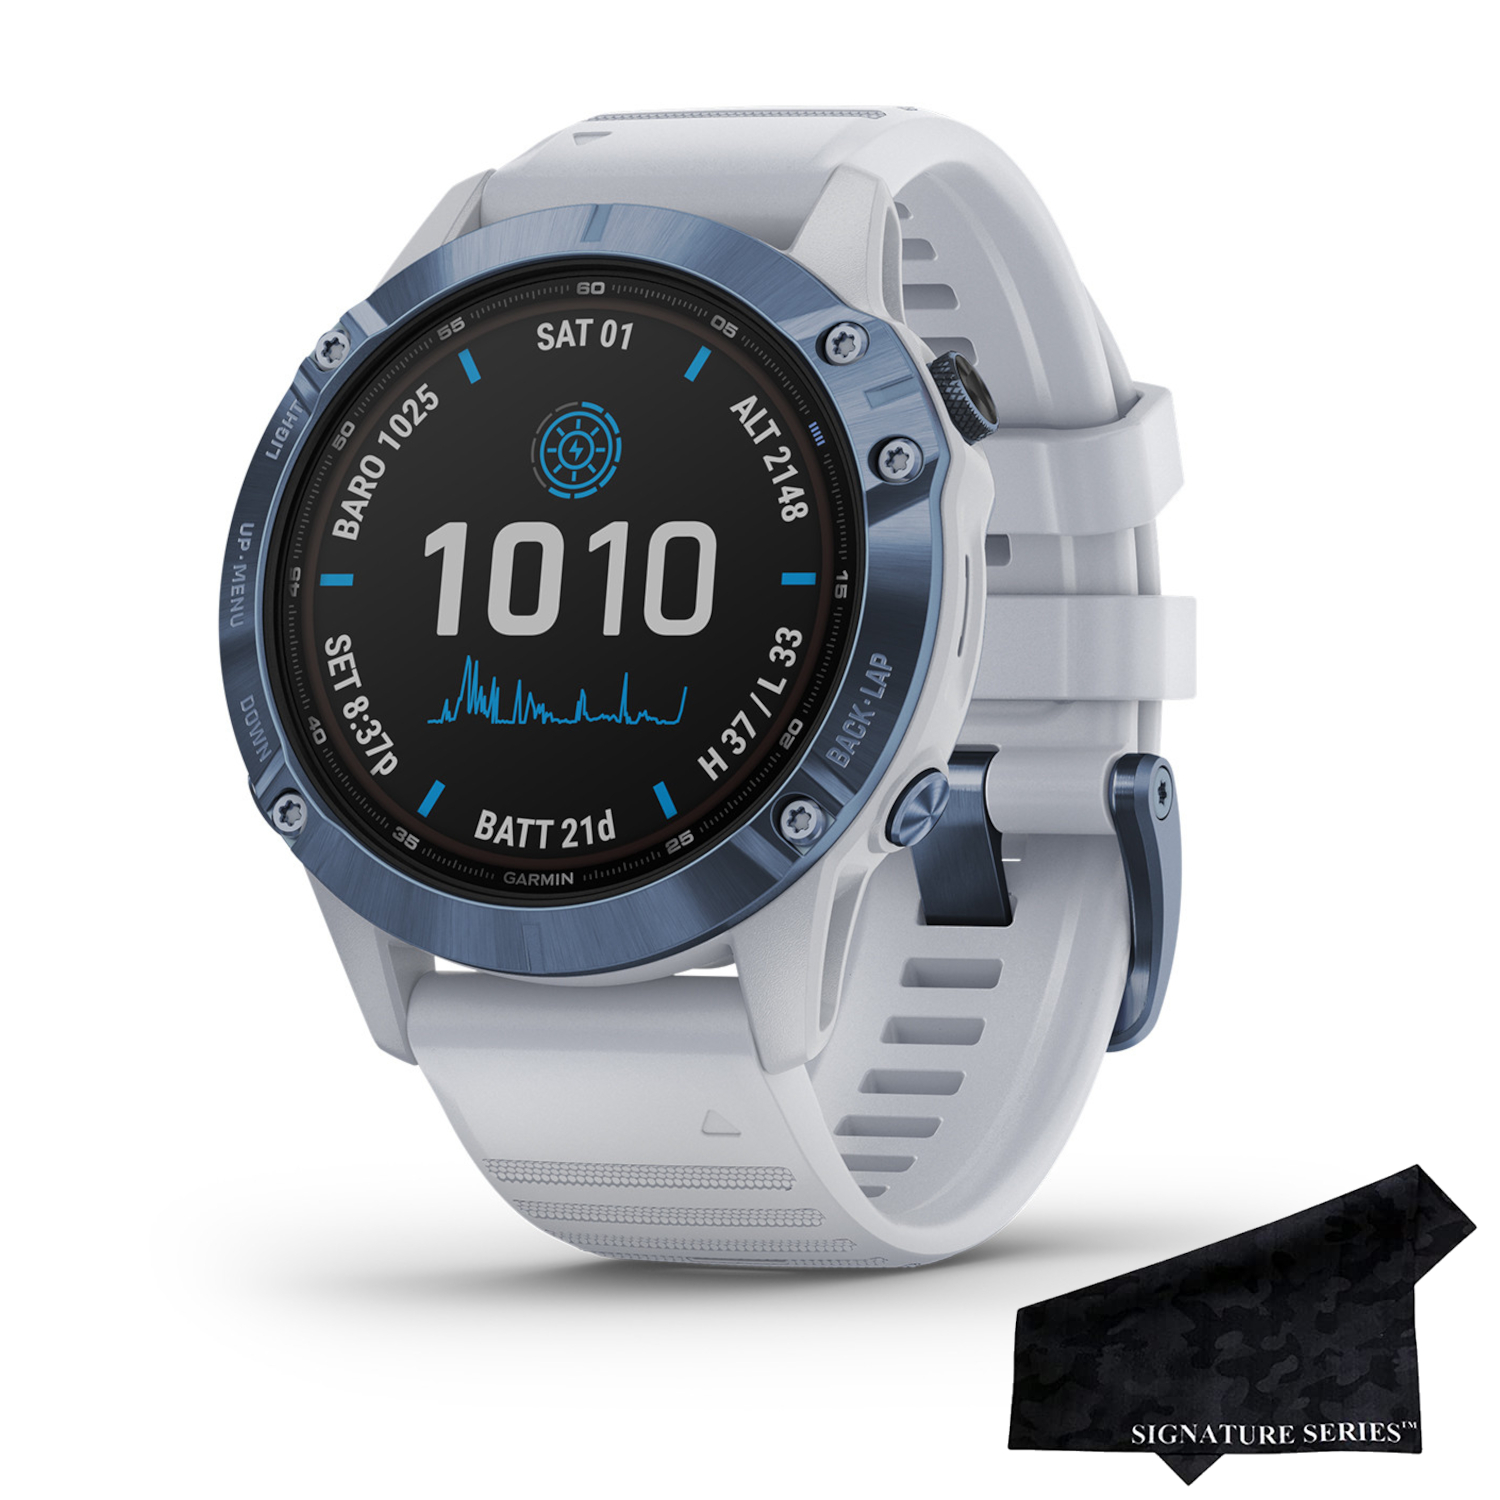 60
05
15
20
25
35
40
45
50
55
LIGHT
UP·MENU
DOWN
BACK·LAP
SAT 01
BARO 1025
ALT 2148
1010
SET 8:37p
H 37 / L 33
BATT 21d
GARMIN
SIGNATURE SERIES™